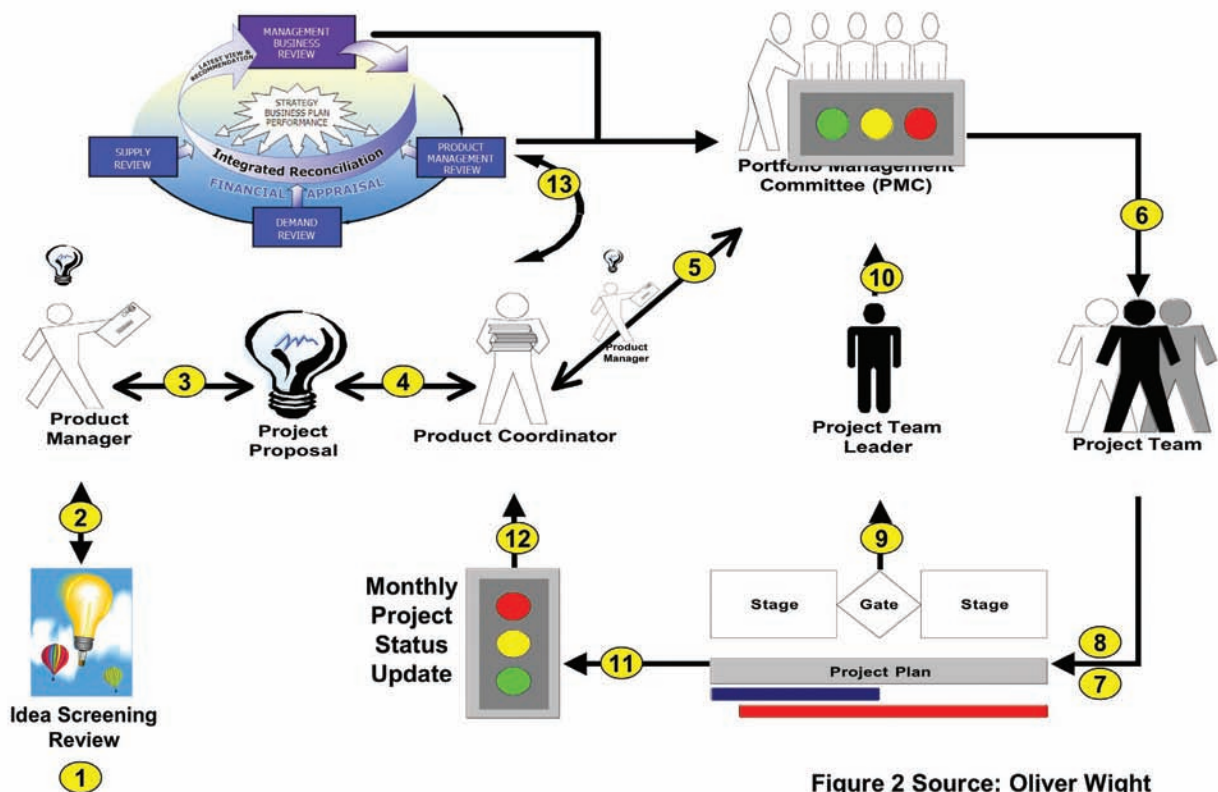 MANAGEMENT
BUSINESS
REVIEW
LATEST VIEW &
RECOMMENDATION
STRATEGY
BUSINESS PLAN
PERFORMANCE
SUPPLY
REVIEW
Integrated Reconciliation
PRODUCT
MANAGEMENT
REVIEW
FINANCIAL APPRAISAL
DEMAND
REVIEW
13
Portfolio Management
Committee (PMC)
6
5
10
Product
Manager
3
4
Product
Manager
Project
Proposal
Product Coordinator
Project Team
Leader
Project Team
2
12
9
Monthly
Project
Status
Update
Stage
Gate
Stage
8
11
Project Plan
7
Idea Screening
Review
1
Figure 2 Source: Oliver Wight